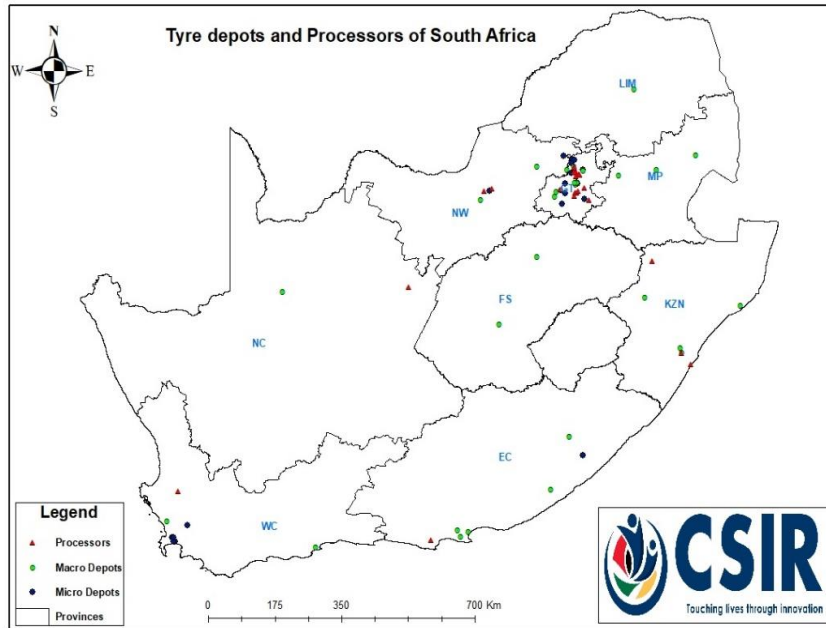 Tyre depots and Processors of South Africa
N
W E
S
LIM
MP
NW
FS
KZN
NC
EC
WC
Legend
Processors
Macro Depots
Micro Depots
Provinces
0 175 350 700 Km
CSIR
Touching lives through innovation